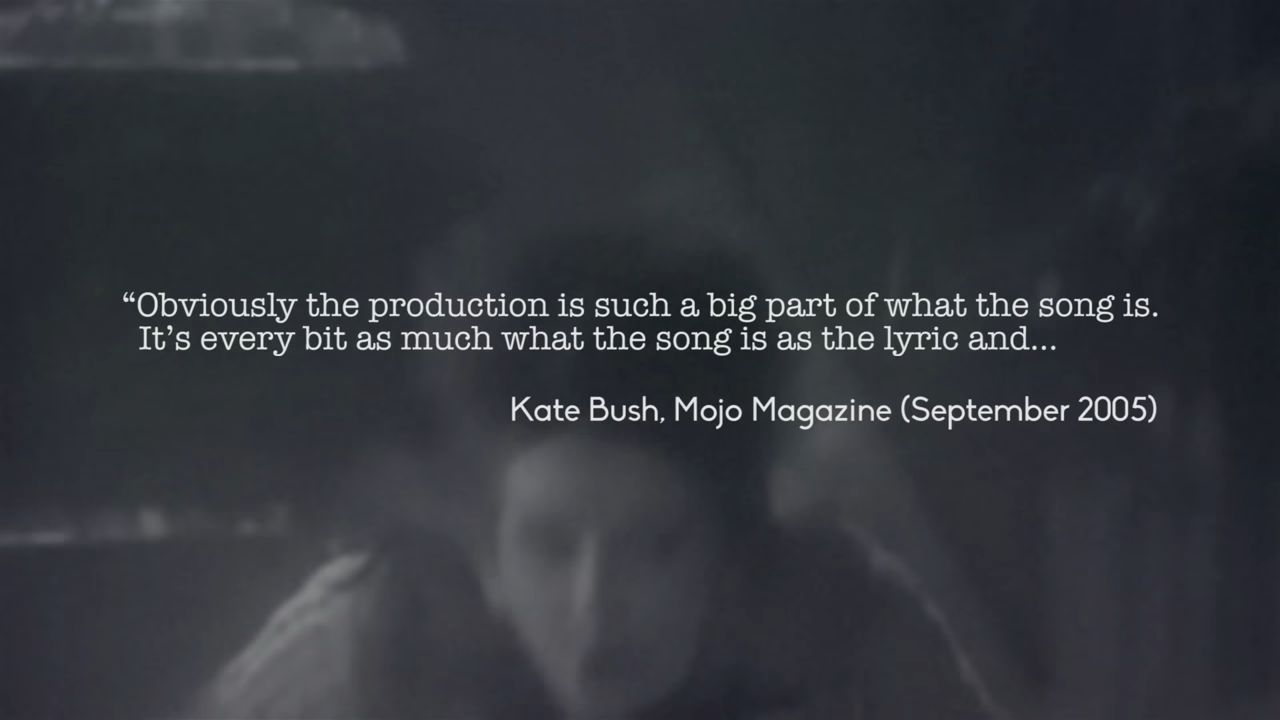 “Obviously the production is such a big part of what the song is.
It’s every bit as much what the song is as the lyric and...
Kate Bush, Mojo Magazine (September 2005)